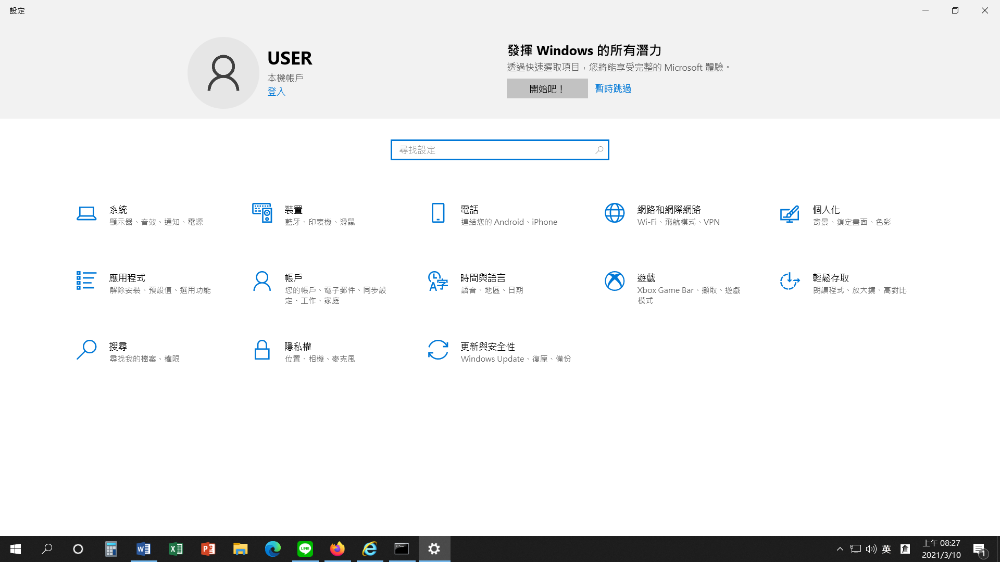 設定
USER
本機帳戶
登入
發揮 Windows 的所有潛力
透過快速選取項目，您將能享受完整的 Microsoft 體驗。
開始吧！
暫時跳過
尋找設定
系統
顯示器、音效、通知、電源
裝置
藍牙、印表機、滑鼠
電話
連結您的 Android、iPhone
網路和網際網路
Wi-Fi、飛航模式、VPN
個人化
背景、鎖定畫面、色彩
應用程式
解除安裝、預設值、選用功能
帳戶
您的帳戶、電子郵件、同步設
定、工作、家庭
時間與語言
語音、地區、日期
遊戲
Xbox Game Bar、擷取、遊戲
模式
輕鬆存取
朗讀程式、放大鏡、高對比
搜尋
尋找我的檔案、權限
隱私權
位置、相機、麥克風
更新與安全性
Windows Update、復原、備份
LINE
英
倉
上午 08:27
2021/3/10
1